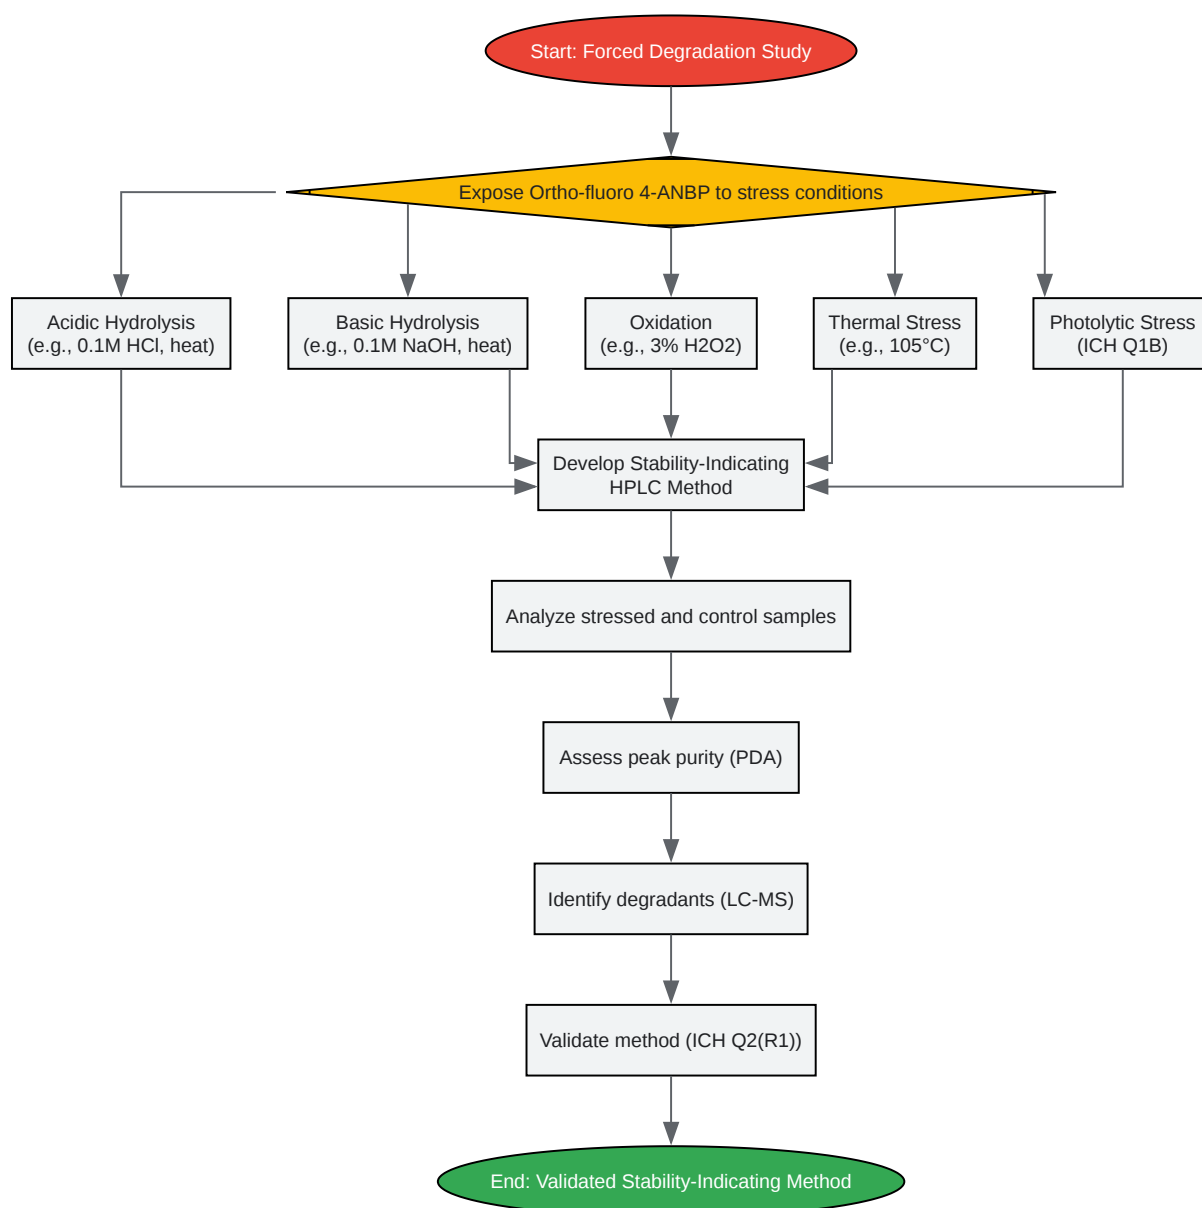 Start: Forced Degradation Study
Expose Ortho-fluoro 4-ANBP to stress conditions
Acidic Hydrolysis
(e.g., 0.1M HCl, heat)
Basic Hydrolysis
(e.g., 0.1M NaOH, heat)
Oxidation
(e.g., 3% H2O2)
Thermal Stress
(e.g., 105°C)
Photolytic Stress
(ICH Q1B)
Develop Stability-Indicating
HPLC Method
Analyze stressed and control samples
Assess peak purity (PDA)
Identify degradants (LC-MS)
Validate method (ICH Q2(R1))
End: Validated Stability-Indicating Method